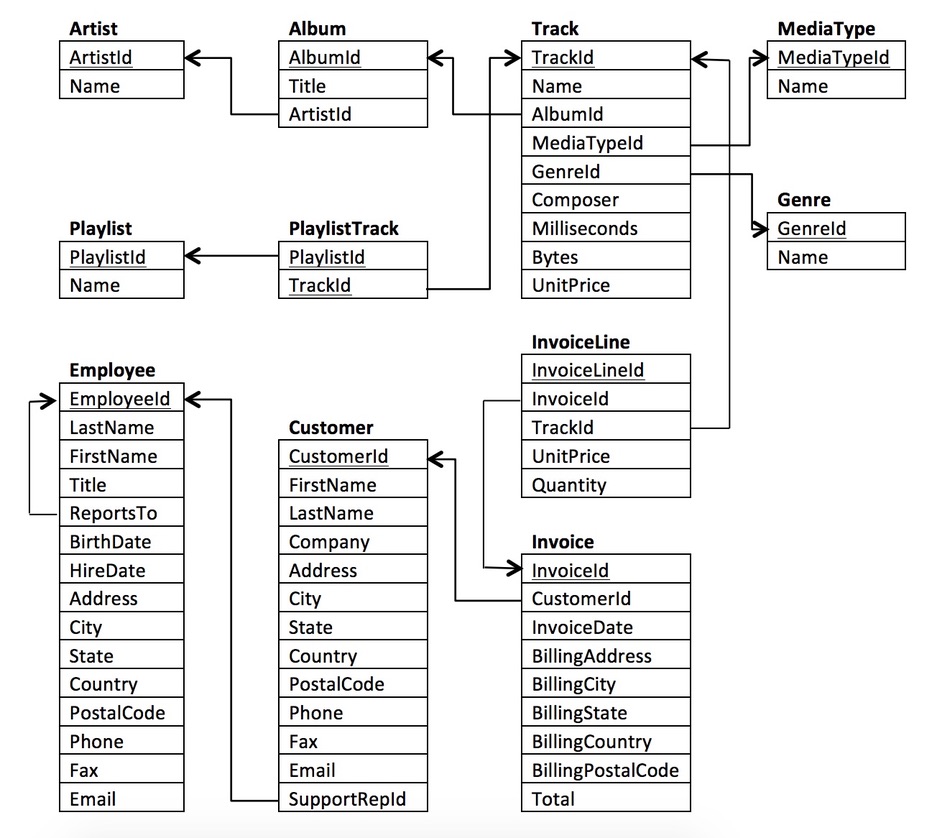 Artist
ArtistId
Name
Album
AlbumId
Title
ArtistId
Track
TrackId
Name
AlbumId
MediaTypeId
GenreId
Composer
Milliseconds
Bytes
UnitPrice
MediaType
MediaTypeId
Name
Genre
GenreId
Name
Playlist
PlaylistId
Name
PlaylistTrack
PlaylistId
TrackId
Employee
EmployeeId
LastName
FirstName
Title
ReportsTo
BirthDate
HireDate
Address
City
State
Country
PostalCode
Phone
Fax
Email
Customer
CustomerId
FirstName
LastName
Company
Address
City
State
Country
PostalCode
Phone
Fax
Email
SupportRepId
InvoiceLine
InvoiceLineId
InvoiceId
TrackId
UnitPrice
Quantity
Invoice
InvoiceId
CustomerId
InvoiceDate
BillingAddress
BillingCity
BillingState
BillingCountry
BillingPostalCode
Total